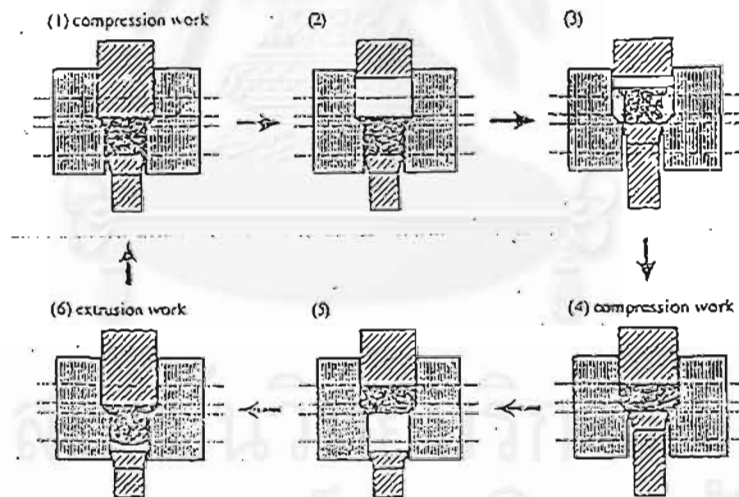 (1) compression work
(2)
(3)
(6) extrusion work
(5)
(4) compression work